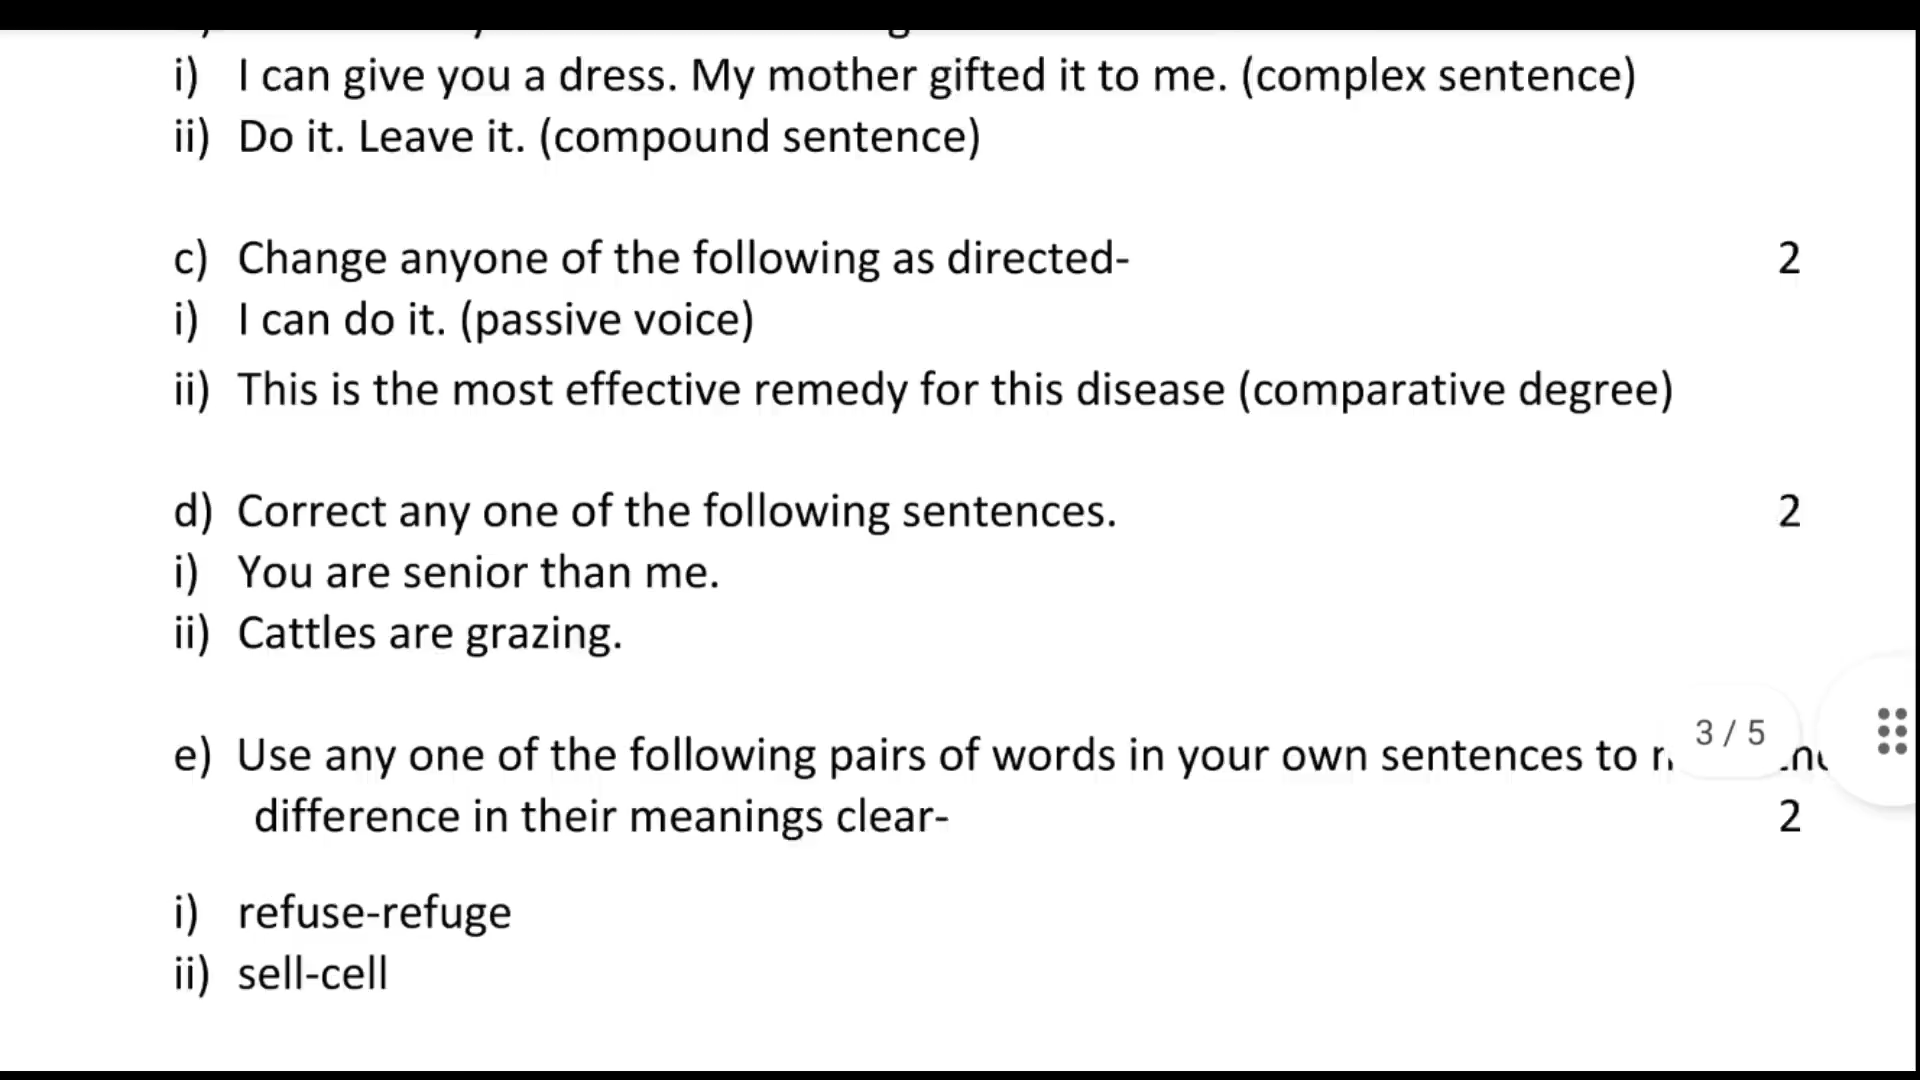 i) I can give you a dress. My mother gifted it to me. (complex sentence)
ii) Do it. Leave it. (compound sentence)
c) Change anyone of the following as directed- 2
i) I can do it. (passive voice)
ii) This is the most effective remedy for this disease (comparative degree)
d) Correct any one of the following sentences. 2
i) You are senior than me.
ii) Cattles are grazing.
e) Use any one of the following pairs of words in your own sentences to
3 / 5
difference in their meanings clear- 2
i) refuse-refuge
ii) sell-cell